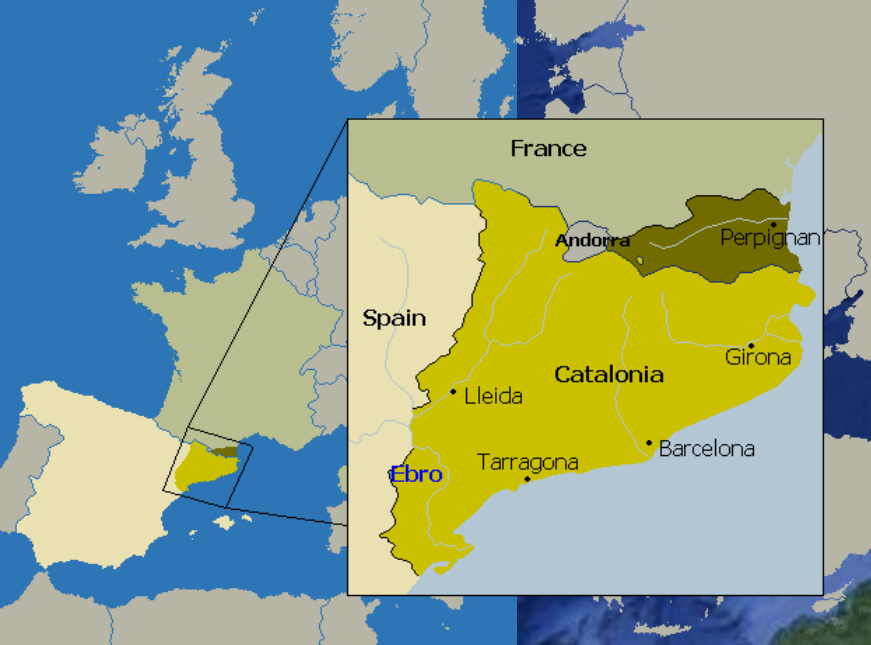 France
Andorra
Perpignan
Spain
Girona
Catalonia
Lleida
Barcelona
Tarragona
Ebro